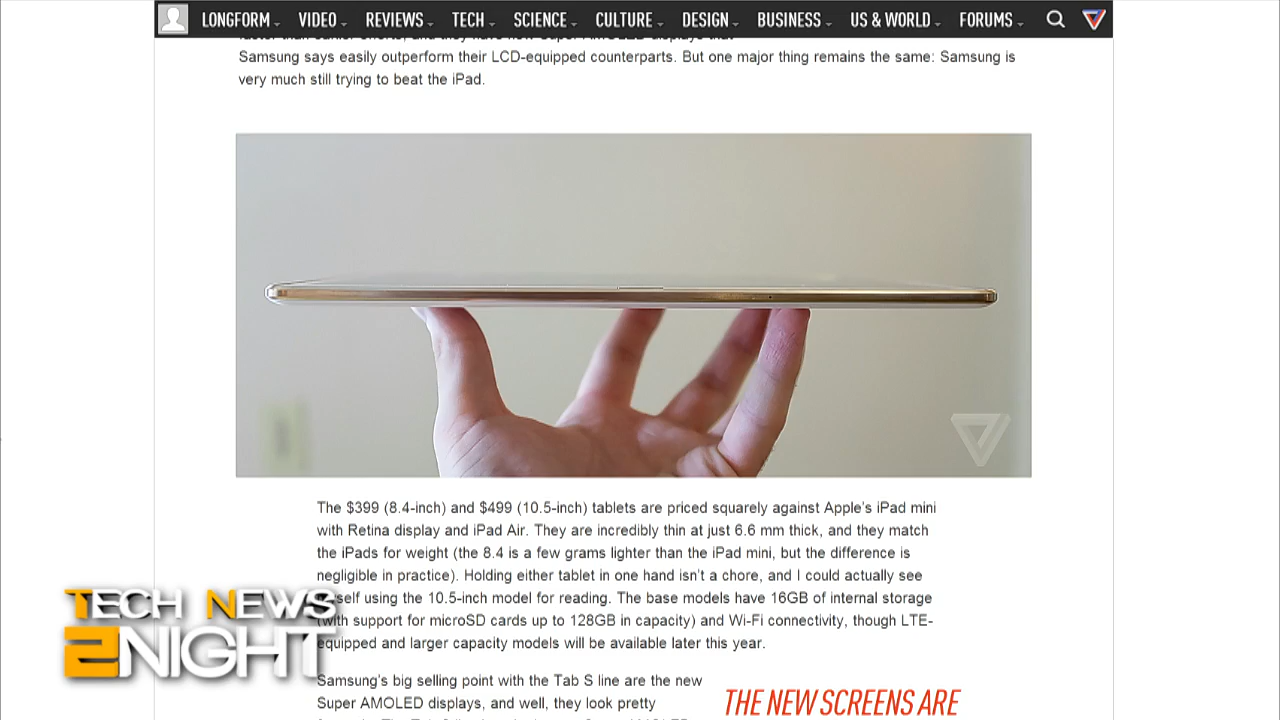 LONGFORM VIDEO REVIEWS TECH SCIENCE CULTURE DESIGN BUSINESS US & WORLD FORUMS
Samsung says easily outperform their LCD-equipped counterparts. But one major thing remains the same: Samsung is
very much still trying to beat the iPad.
The $399 (8.4-inch) and $499 (10.5-inch) tablets are priced squarely against Apple's iPad mini
with Retina display and iPad Air. They are incredibly thin at just 6.6 mm thick, and they match
the iPads for weight (the 8.4 is a few grams lighter than the iPad mini, but the difference is
negligible in practice). Holding either tablet in one hand isn't a chore, and I could actually see
using the 10.5-inch model for reading. The base models have 16GB of internal storage
(with support for microSD cards up to 128GB in capacity) and Wi-Fi connectivity, though LTE-
equipped and larger capacity models will be available later this year.
TECH NEWS
2NIGHT
Samsung's big selling point with the Tab S line are the new
Super AMOLED displays, and well, they look pretty
THE NEW SCREENS ARE